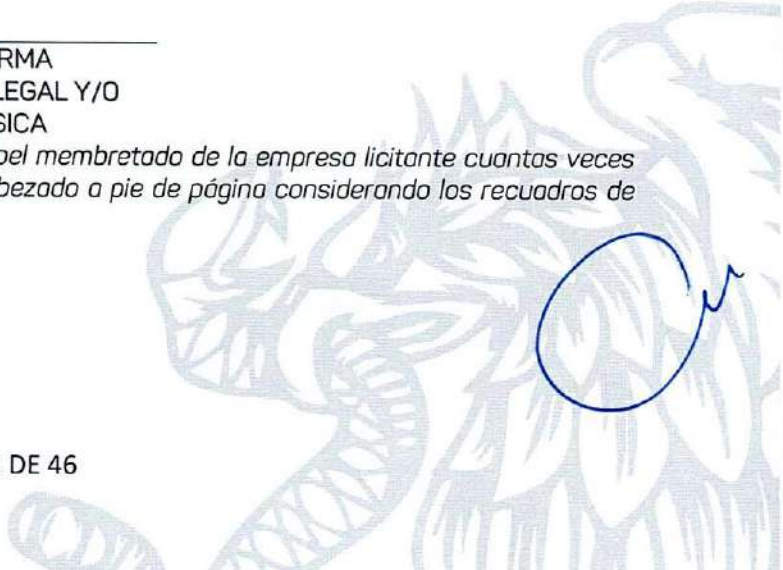 RMA
LEGAL Y/O
SICA
pel membretado de la empresa licitante cuantas veces
bezado a pie de página considerando los recuadros de
DE 46